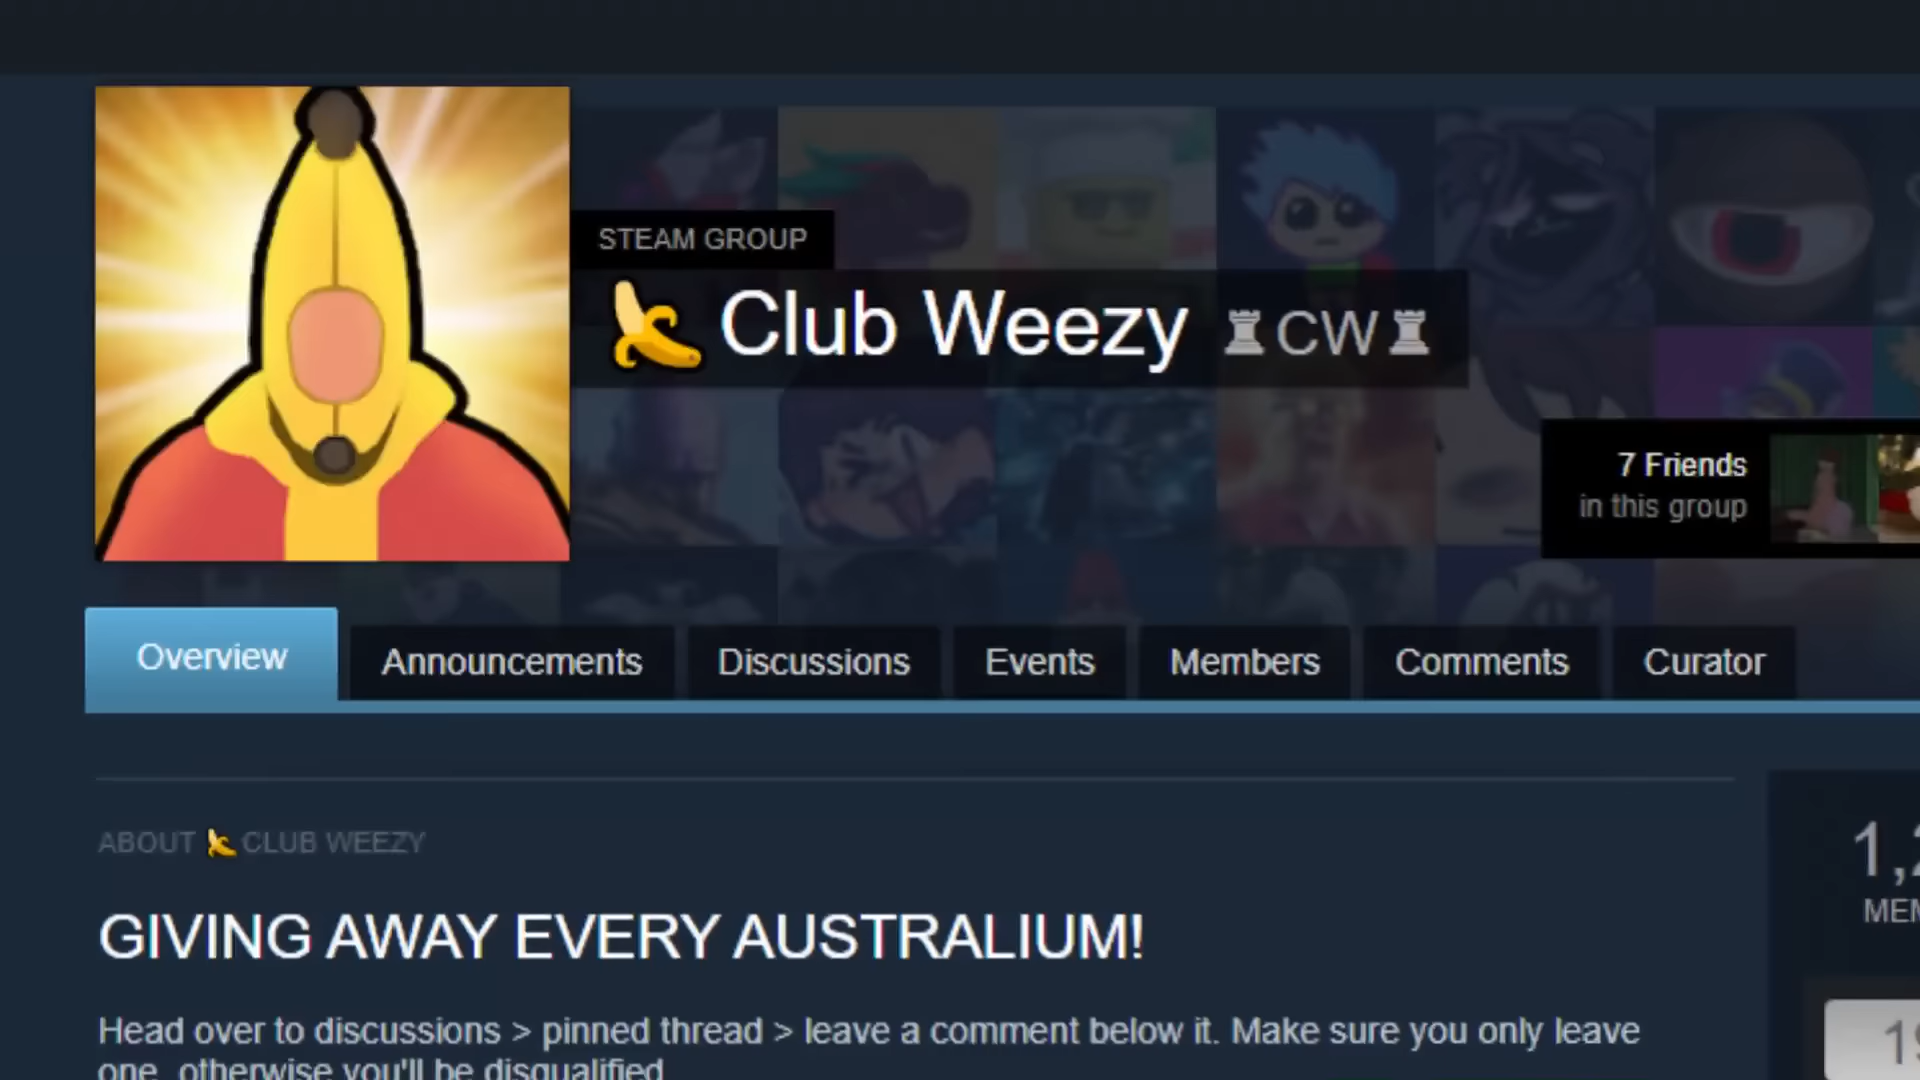 STEAM GROUP
🍌 Club Weezy ♜CW♜
7 Friends
in this group
Overview Announcements Discussions Events Members Comments Curator
ABOUT 🍌 CLUB WEEZY
GIVING AWAY EVERY AUSTRALIUM!
Head over to discussions > pinned thread > leave a comment below it. Make sure you only leave
one, otherwise you'll be disqualified